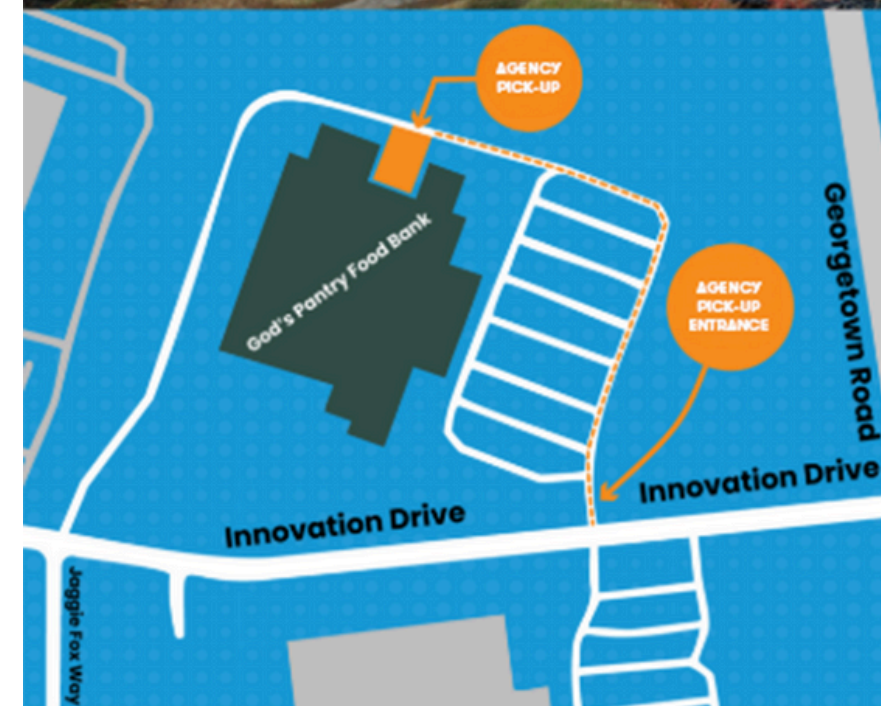 AGENCY
PICK-UP
Georgetown Road
God's Pantry Food Bank
AGENCY
PICK-UP
ENTRANCE
Innovation Drive
Innovation Drive
Joggie Fox Way